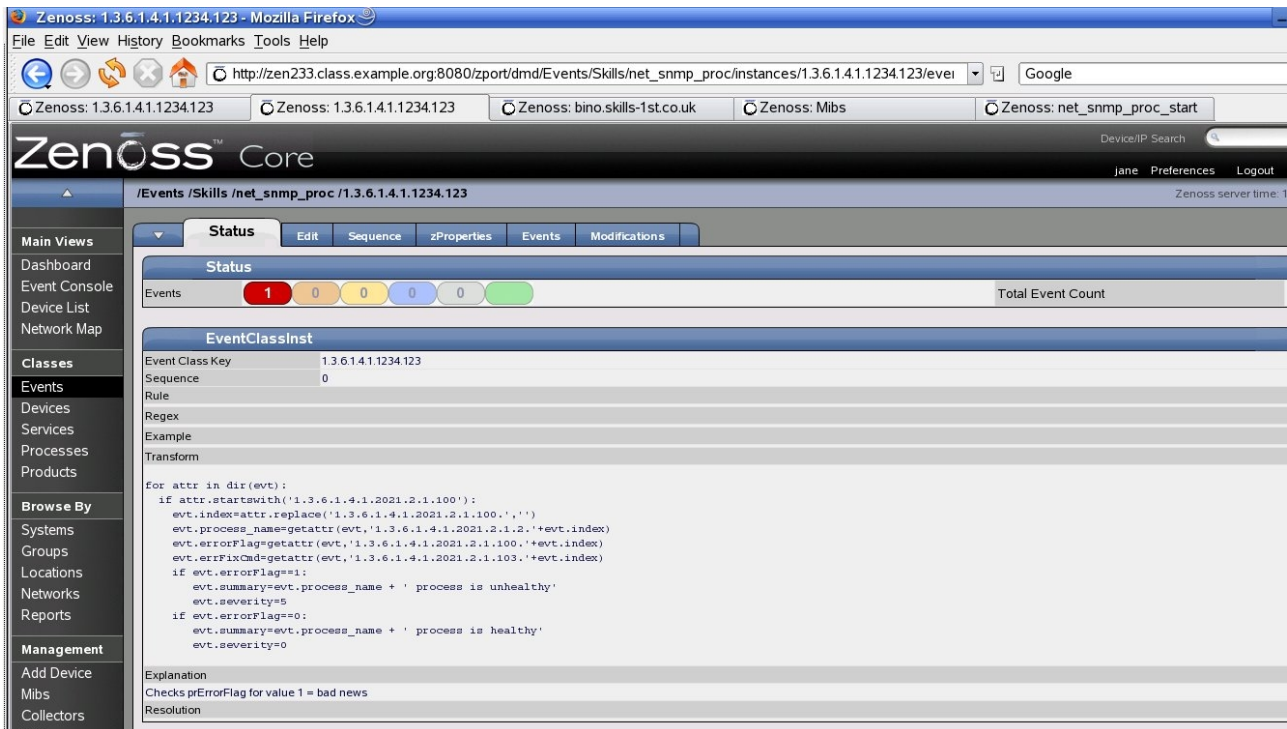 Zenoss: 1.3.6.1.4.1.1234.123 - Mozilla Firefox
File Edit View History Bookmarks Tools Help
http://zen233.class.example.org:8080/zport/dmd/Events/Skills/net_snmp_proc/instances/1.3.6.1.4.1.1234.123/ever Google
Zenoss: 1.3.6.1.4.1.1234.123 Zenoss: 1.3.6.1.4.1.1234.123 Zenoss: bino.skills-1st.co.uk Zenoss: Mibs Zenoss: net_snmp_proc_start
Zenoss™ Core
Device/IP Search
jane Preferences Logout
/Events /Skills /net_snmp_proc /1.3.6.1.4.1.1234.123 Zenoss server time: 1
Main Views
Dashboard
Event Console
Device List
Network Map
Classes
Events
Devices
Services
Processes
Products
Browse By
Systems
Groups
Locations
Networks
Reports
Management
Add Device
Mibs
Collectors
Status Edit Sequence zProperties Events Modifications
Status
Events 1 0 0 0 0 Total Event Count
EventClassInst
Event Class Key 1.3.6.1.4.1.1234.123
Sequence 0
Rule
Regex
Example
Transform
for attr in dir(evt):
  if attr.startswith('1.3.6.1.4.1.2021.2.1.100'):
    evt.index=attr.replace('1.3.6.1.4.1.2021.2.1.100.','')
    evt.process_name=getattr(evt,'1.3.6.1.4.1.2021.2.1.2.'+evt.index)
    evt.errorFlag=getattr(evt,'1.3.6.1.4.1.2021.2.1.100.'+evt.index)
    evt.errFixCmd=getattr(evt,'1.3.6.1.4.1.2021.2.1.103.'+evt.index)
    if evt.errorFlag==1:
       evt.summary=evt.process_name + ' process is unhealthy'
       evt.severity=5
    if evt.errorFlag==0:
       evt.summary=evt.process_name + ' process is healthy'
       evt.severity=0
Explanation
Checks prErrorFlag for value 1 = bad news
Resolution